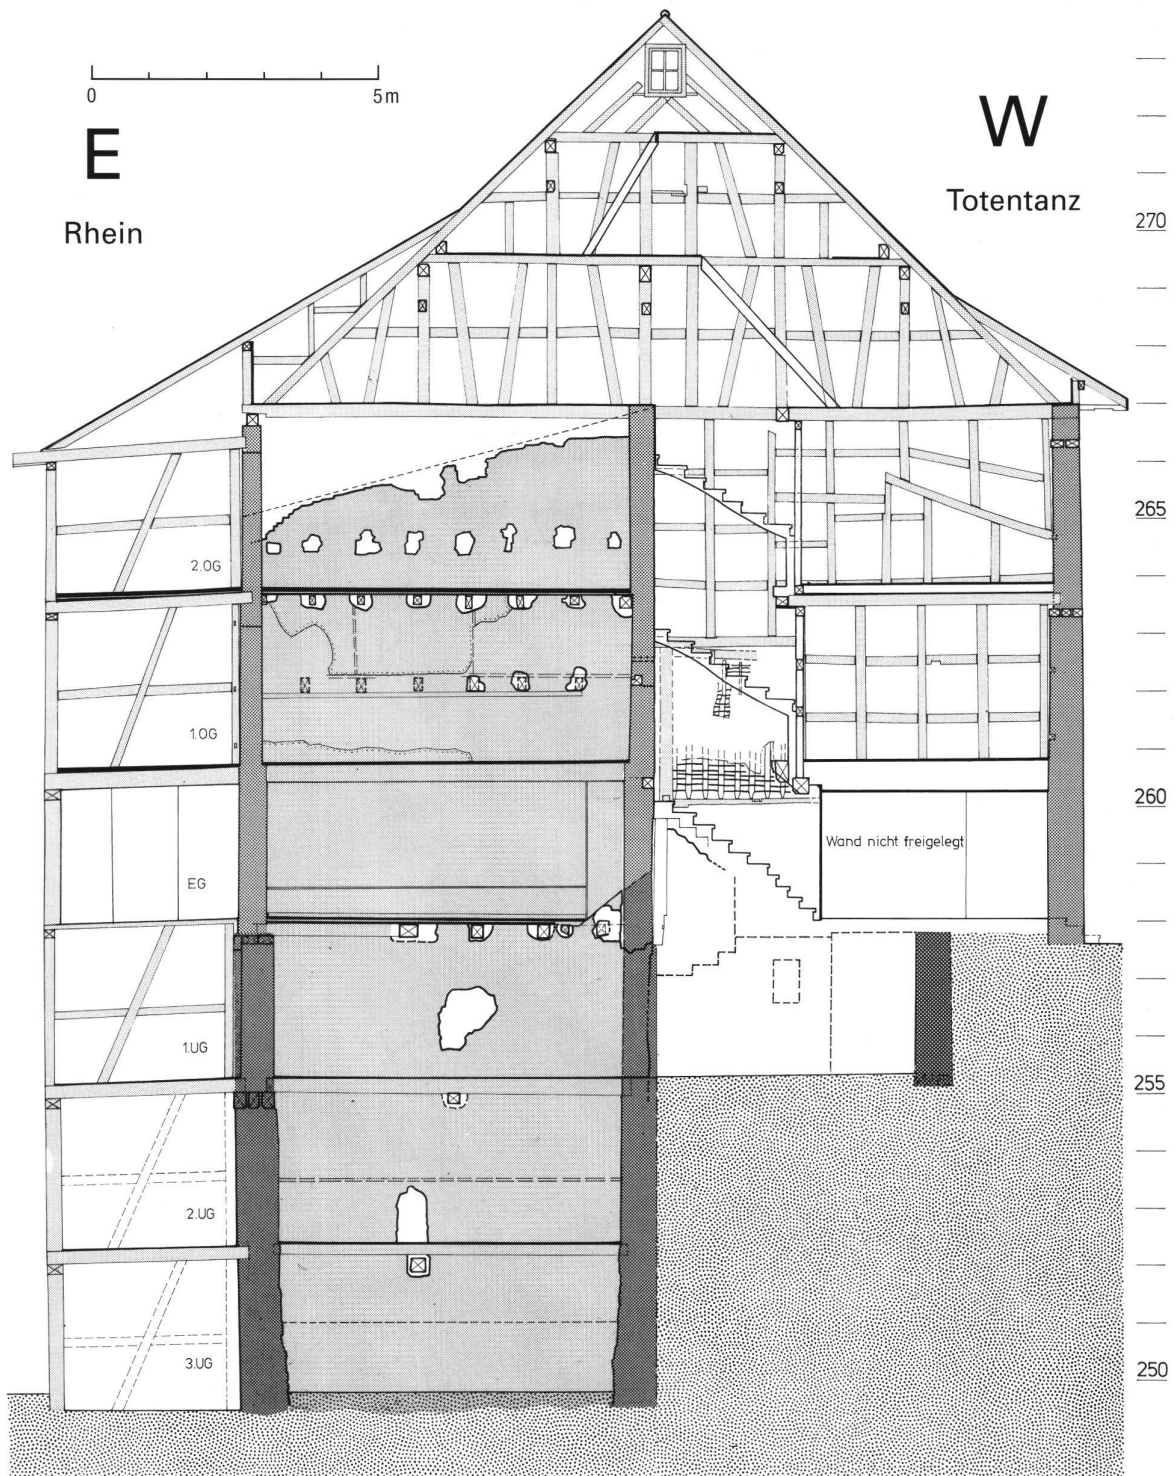 0 5m
E
Rhein
W
Totentanz
270
265
2.OG
1.OG
260
Wand nicht freigelegt
EG
1.UG
255
2.UG
250
3.UG